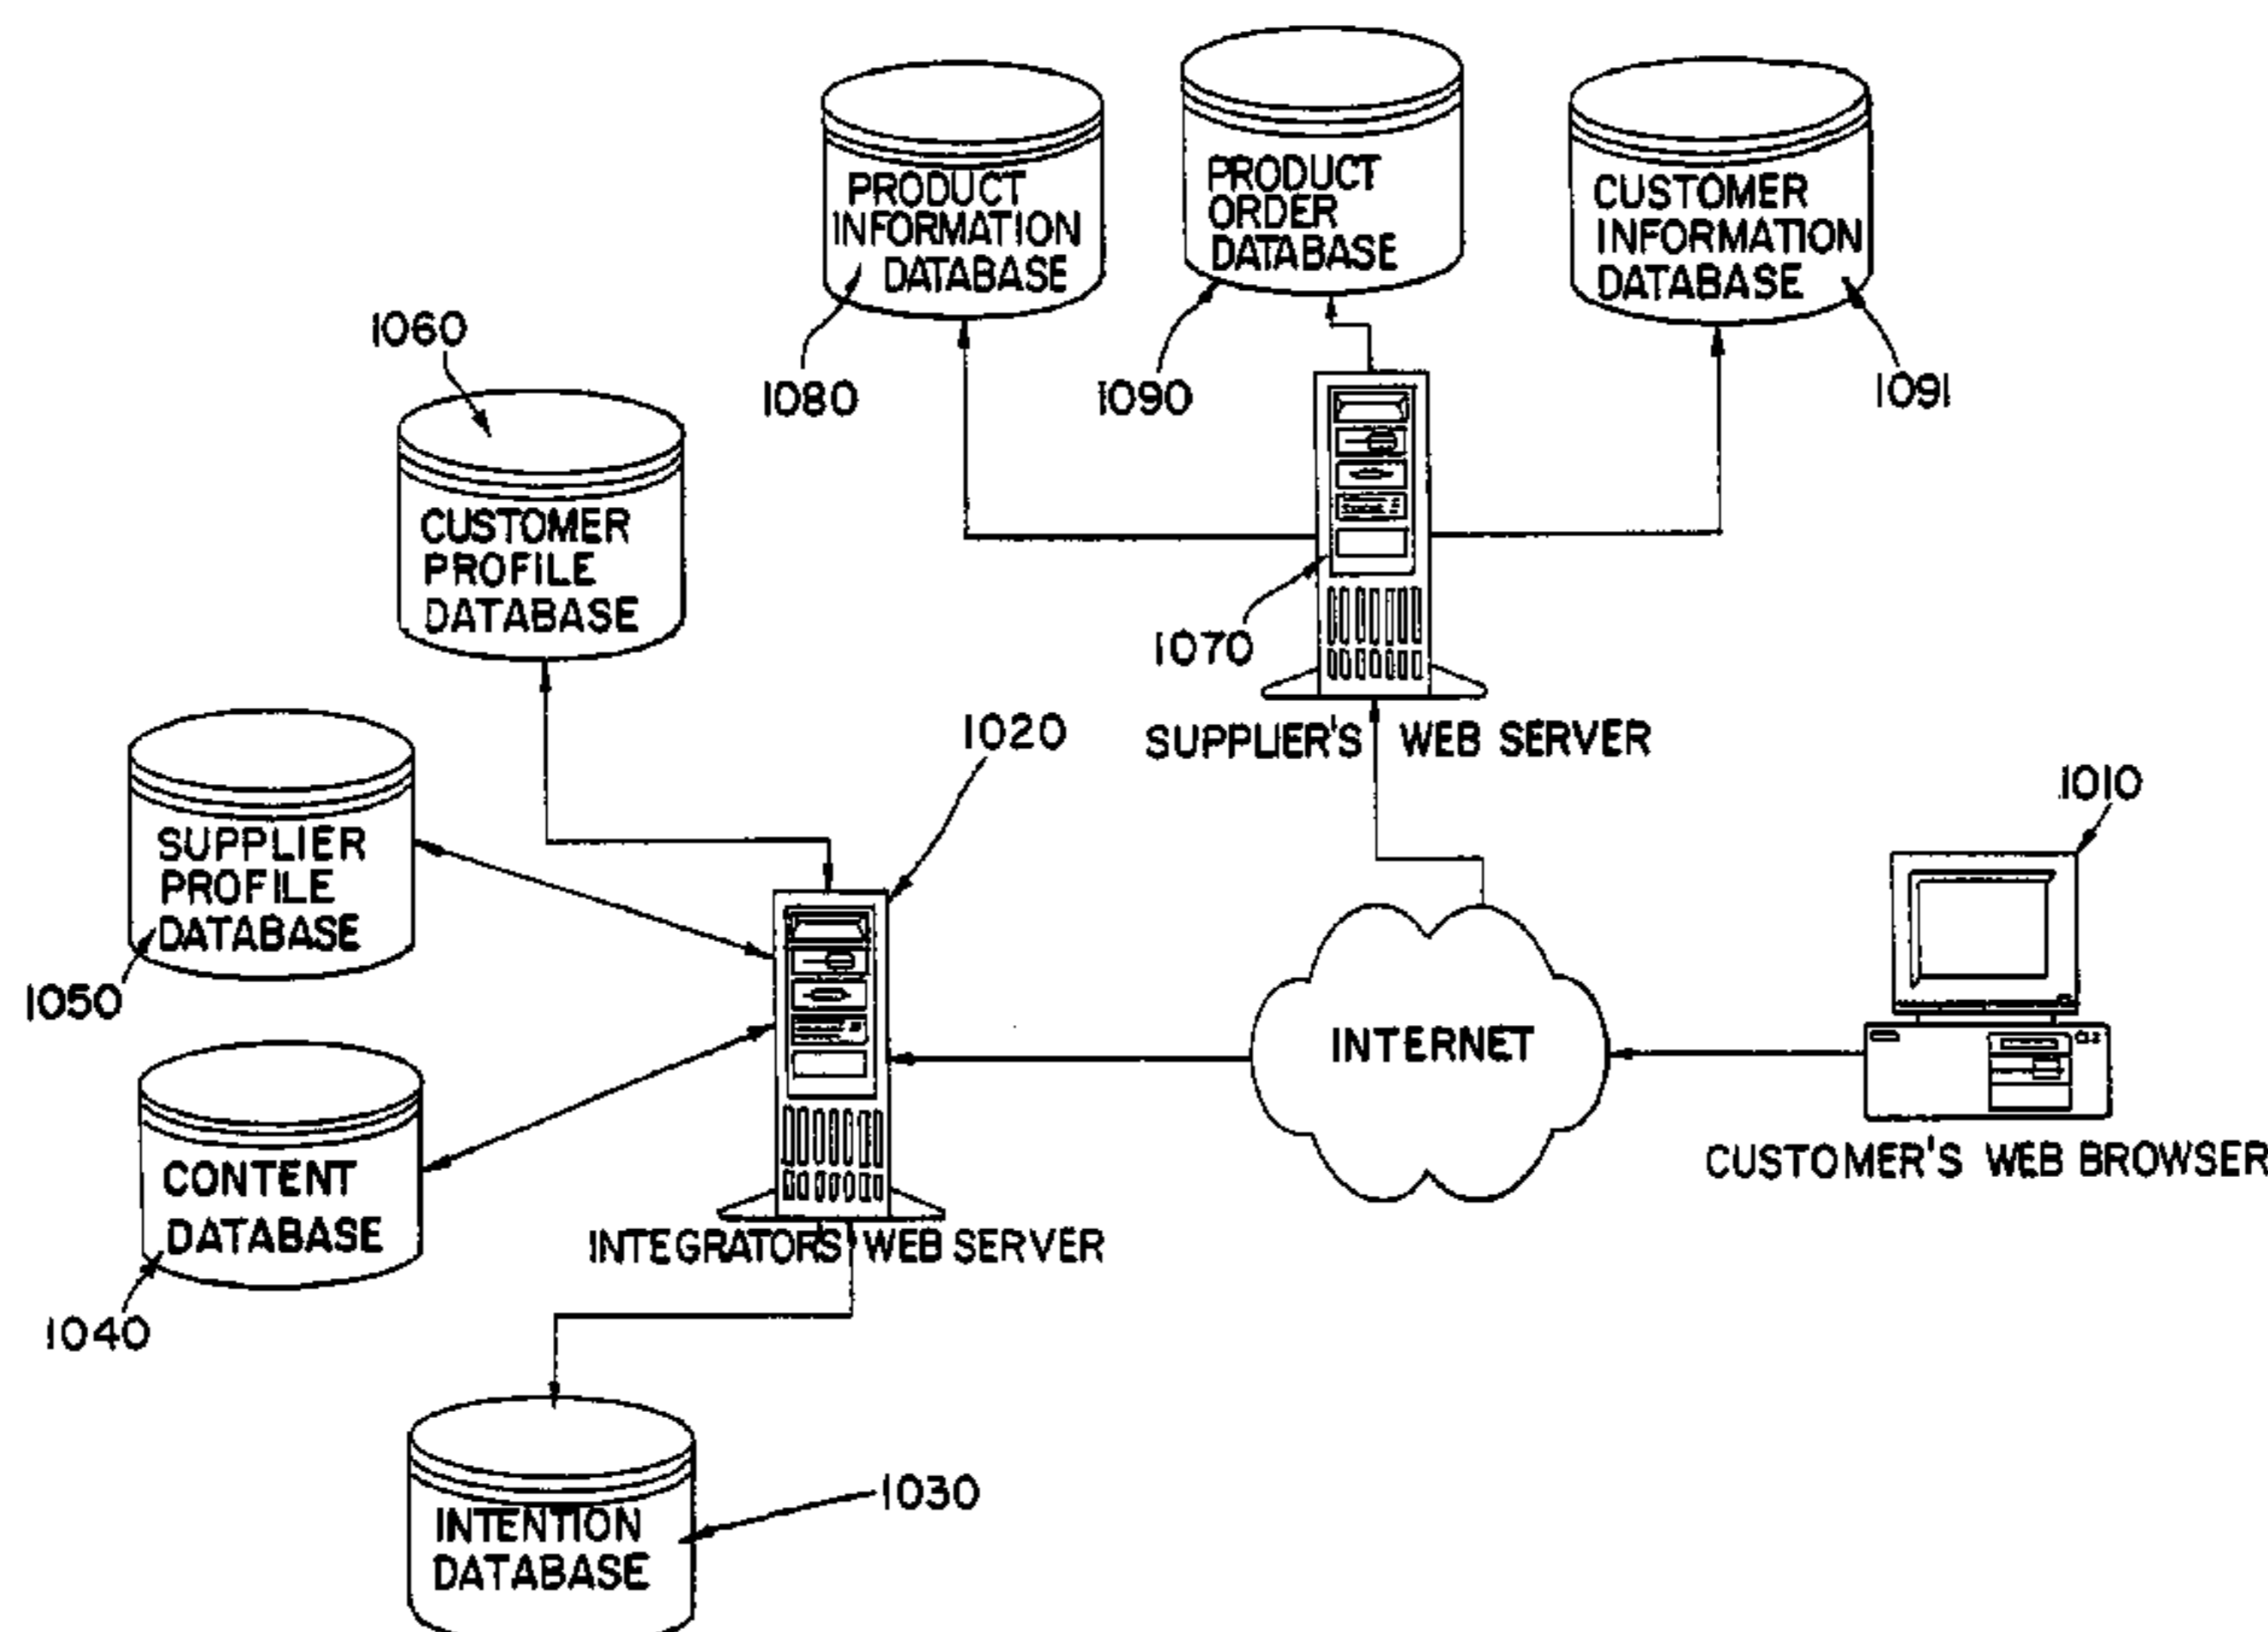 PRODUCT
INFORMATION
DATABASE
1080
PRODUCT
ORDER
DATABASE
1090
CUSTOMER
INFORMATION
DATABASE
1091
1060
CUSTOMER
PROFILE
DATABASE
1070
SUPPLIER'S WEB SERVER
1020
1010
SUPPLIER
PROFILE
DATABASE
1050
INTERNET
CUSTOMER'S WEB BROWSER
CONTENT
DATABASE
1040
INTEGRATORS' WEB SERVER
INTENTION
DATABASE
1030